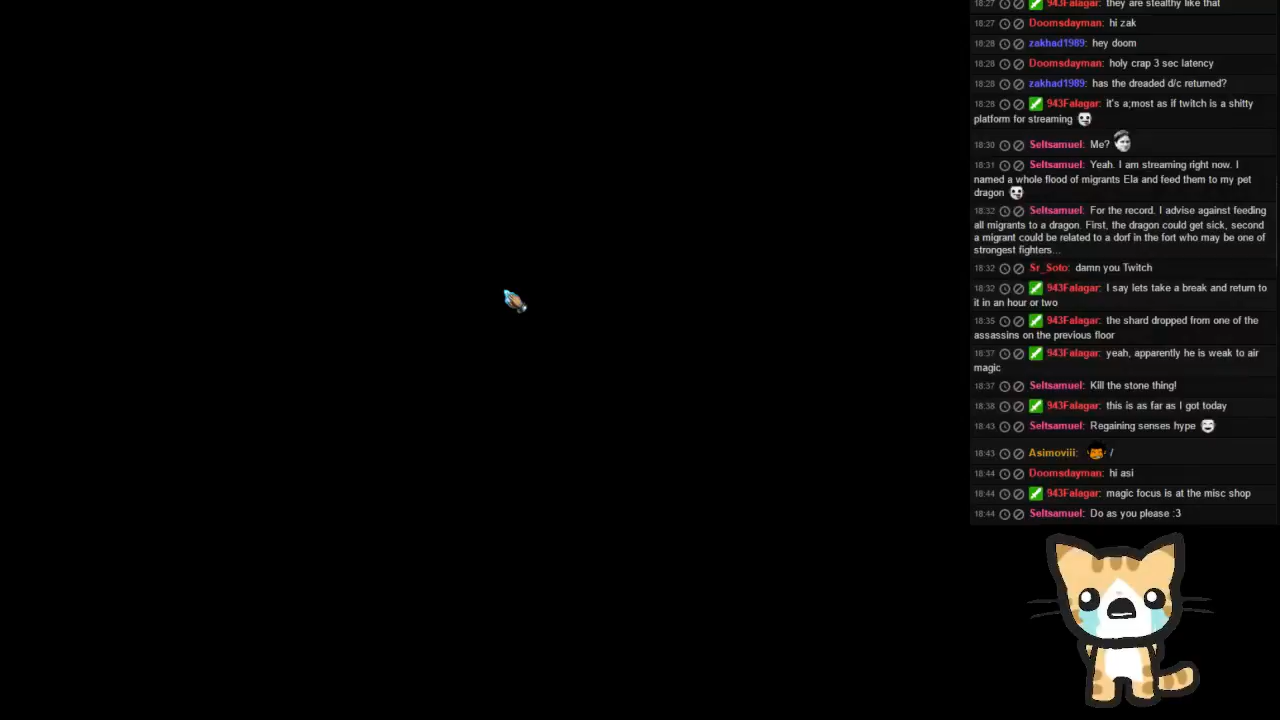 18:27 943Falagar: they are stealthy like that
18:27 Doomsdayman: hi zak
18:28 zakhad1989: hey doom
18:28 Doomsdayman: holy crap 3 sec latency
18:28 zakhad1989: has the dreaded d/c returned?
18:28 943Falagar: it's a;most as if twitch is a shitty
platform for streaming
18:30 Seltsamuel: Me?
18:31 Seltsamuel: Yeah. I am streaming right now. I
named a whole flood of migrants Ela and feed them to my pet
dragon
18:32 Seltsamuel: For the record. I advise against feeding
all migrants to a dragon. First, the dragon could get sick, second
a migrant could be related to a dorf in the fort who may be one of
strongest fighters...
18:32 Sr_Soto: damn you Twitch
18:32 943Falagar: I say lets take a break and return to
it in an hour or two
18:35 943Falagar: the shard dropped from one of the
assassins on the previous floor
18:37 943Falagar: yeah, apparently he is weak to air
magic
18:37 Seltsamuel: Kill the stone thing!
18:38 943Falagar: this is as far as I got today
18:43 Seltsamuel: Regaining senses hype
18:43 Asimoviii: /
18:44 Doomsdayman: hi asi
18:44 943Falagar: magic focus is at the misc shop
18:44 Seltsamuel: Do as you please :3